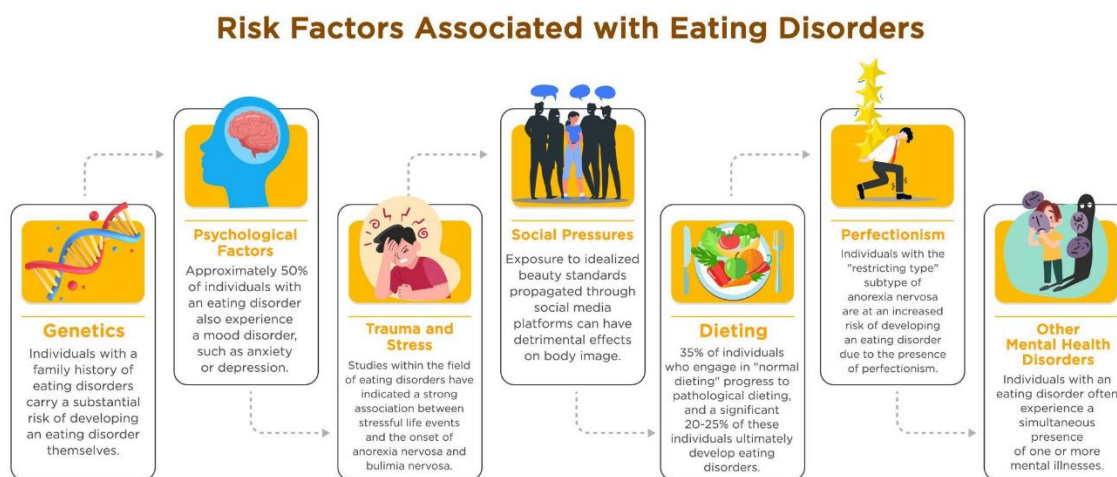 Risk Factors Associated with Eating Disorders
Genetics
Individuals with a
family history of
eating disorders
carry a substantial
risk of developing
an eating disorder
themselves.
Psychological
Factors
Approximately 50%
of individuals with
an eating disorder
also experience
a mood disorder,
such as anxiety
or depression.
Trauma and
Stress
Studies within the field
of eating disorders have
indicated a strong
association between
stressful life events
and the onset of
anorexia nervosa and
bulimia nervosa.
Social Pressures
Exposure to idealized
beauty standards
propagated through
social media
platforms can have
detrimental effects
on body image.
Dieting
35% of individuals
who engage in "normal
dieting" progress to
pathological dieting,
and a significant
20-25% of these
individuals ultimately
develop eating
disorders.
Perfectionism
Individuals with the
"restricting type"
subtype of
anorexia nervosa
are at an increased
risk of developing
an eating disorder
due to the presence
of perfectionism.
Other
Mental Health
Disorders
Individuals with an
eating disorder often
experience a
simultaneous
presence
of one or more
mental illnesses.